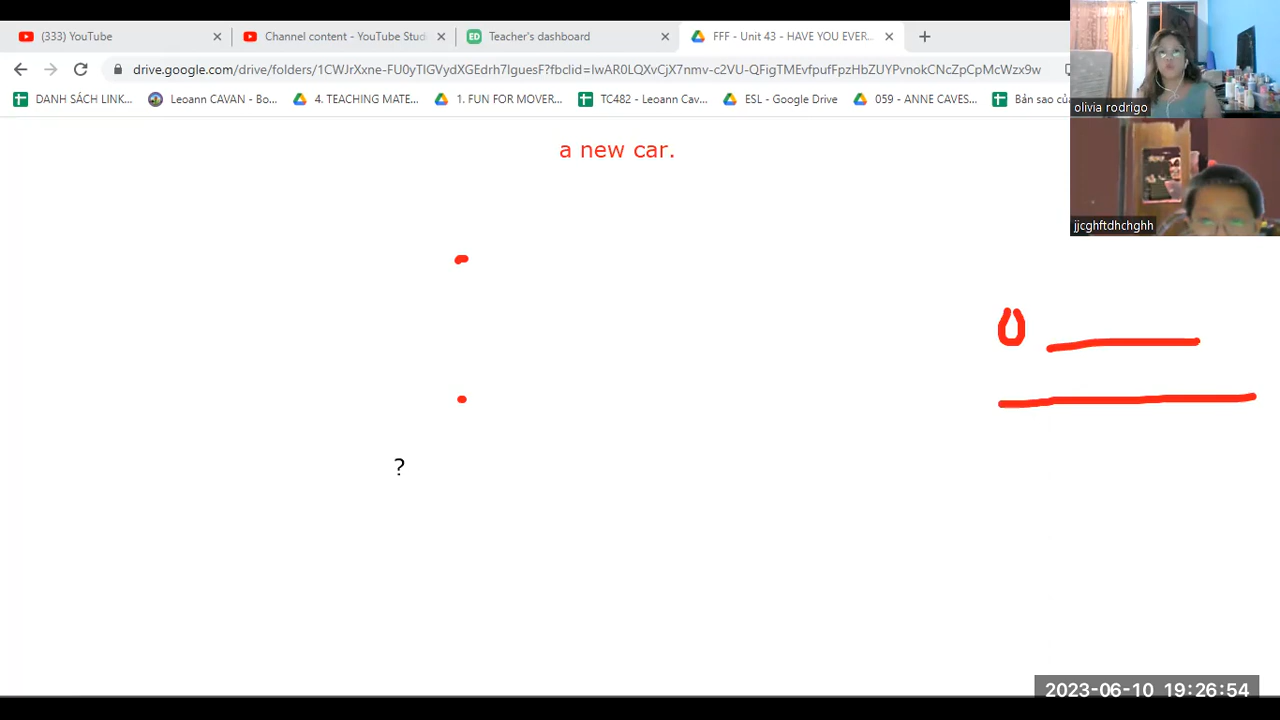 (333) YouTube
Channel content - YouTube Stud
Teacher's dashboard
FFF - Unit 43 - HAVE YOU EVER...
drive.google.com/drive/folders/1CWJrXxne-FU0yTIGVydXGEdrh7lguesF?fbclid=IwAR0LQXvCjX7nmv-c2VU-QFigTMEvfpufFpzHbZUYPvnokCNcZpCpMcWzx9w
DANH SÁCH LINK...
Leoann CAVAN - Bo...
4. TEACHING MATE...
1. FUN FOR MOVER...
TC482 - Leoann Cav...
ESL - Google Drive
059 - ANNE CAVES...
Bản sao củ
olivia rodrigo
a new car.
jjcghftdhchghh
?
2023-06-10 19:26:54